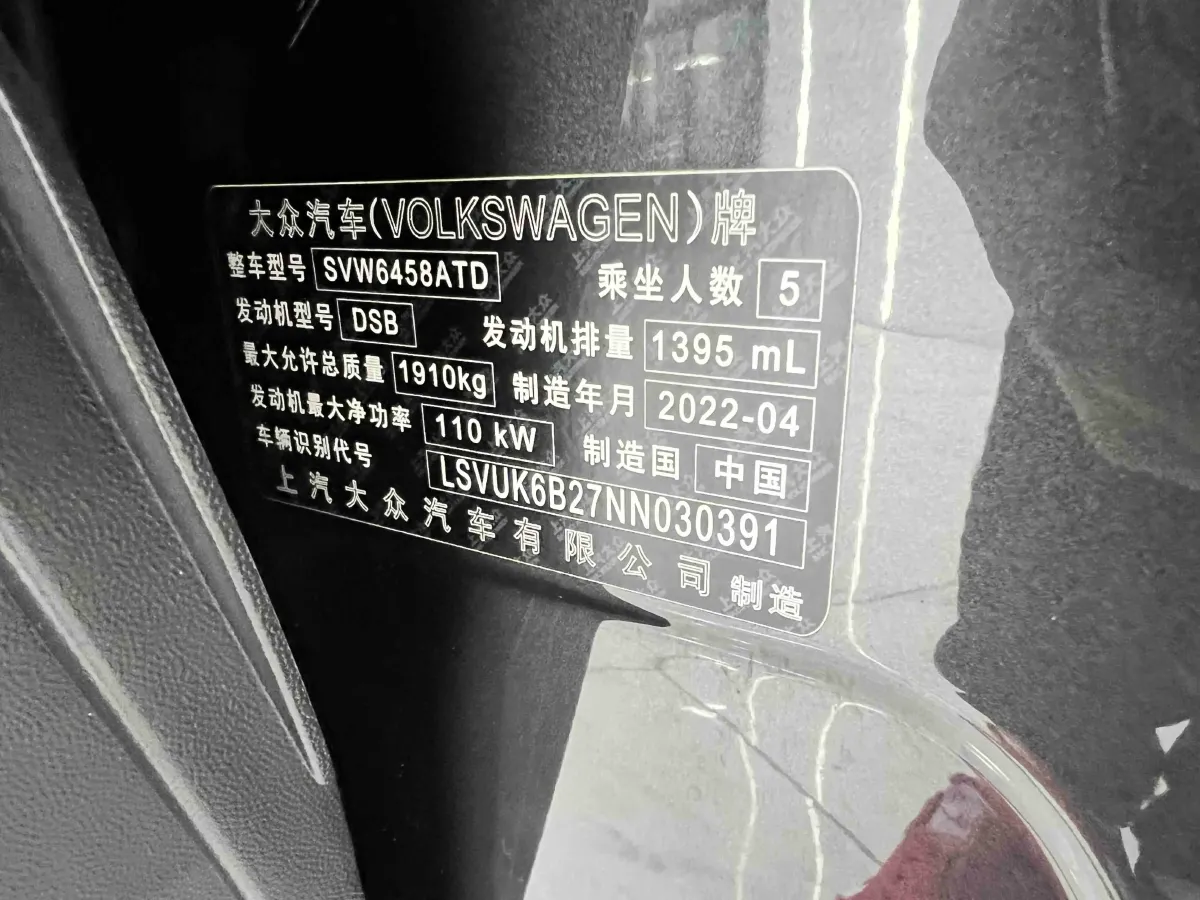 大众汽车(VOLKSWAGEN)牌
整车型号 SVW6458ATD 乘坐人数 5
发动机型号 DSB 发动机排量 1395 mL
最大允许总质量 1910kg 制造年月 2022-04
发动机最大净功率 110 kW 制造国 中国
车辆识别代号 LSVUK6B27NN030391
上汽大众汽车有限公司 制造